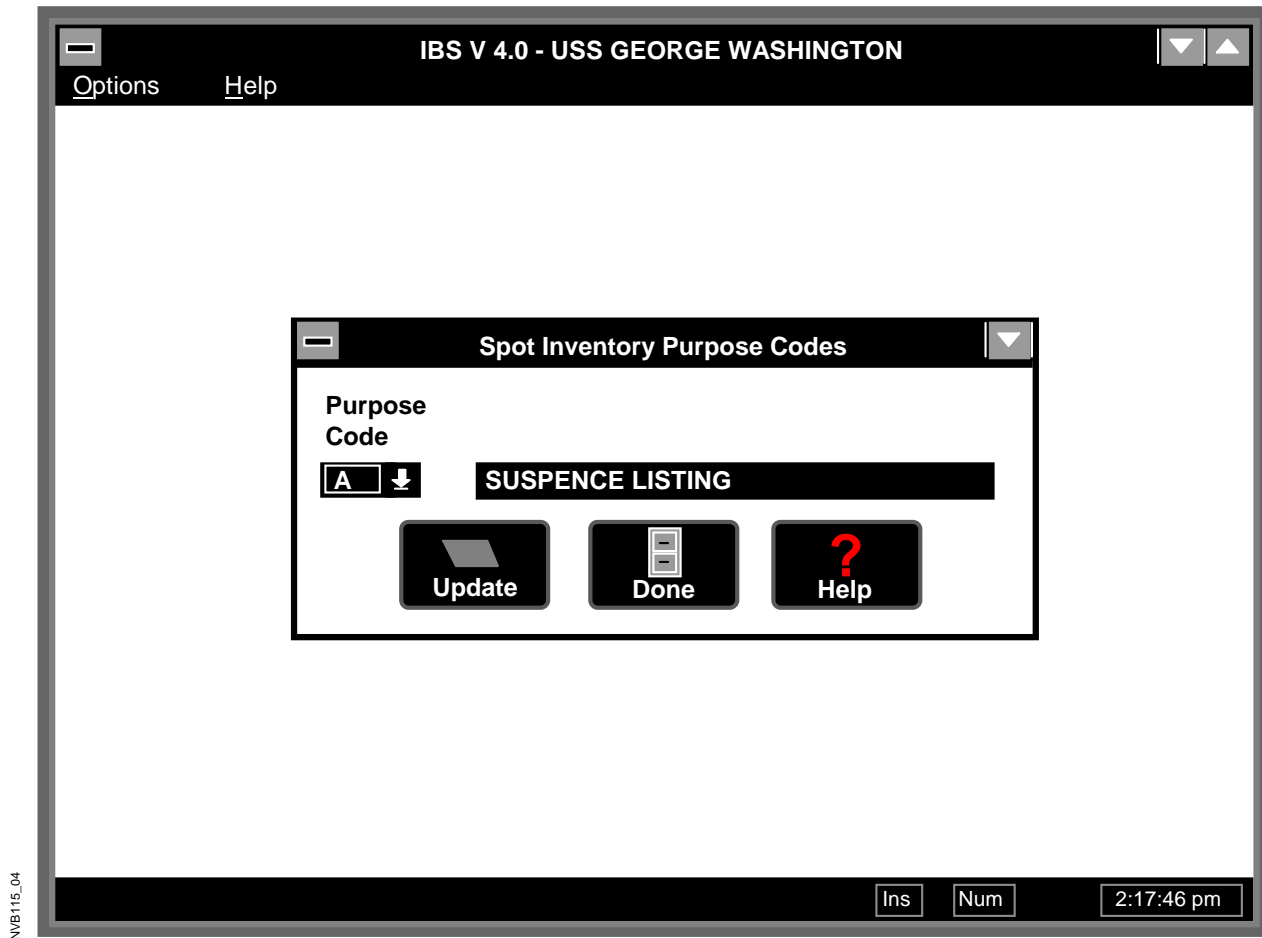 IBS V 4.0 - USS GEORGE WASHINGTON
Options Help
Spot Inventory Purpose Codes
Purpose
Code
A SUSPENCE LISTING
Update Done Help
Ins Num 2:17:46 pm
NVB115_04